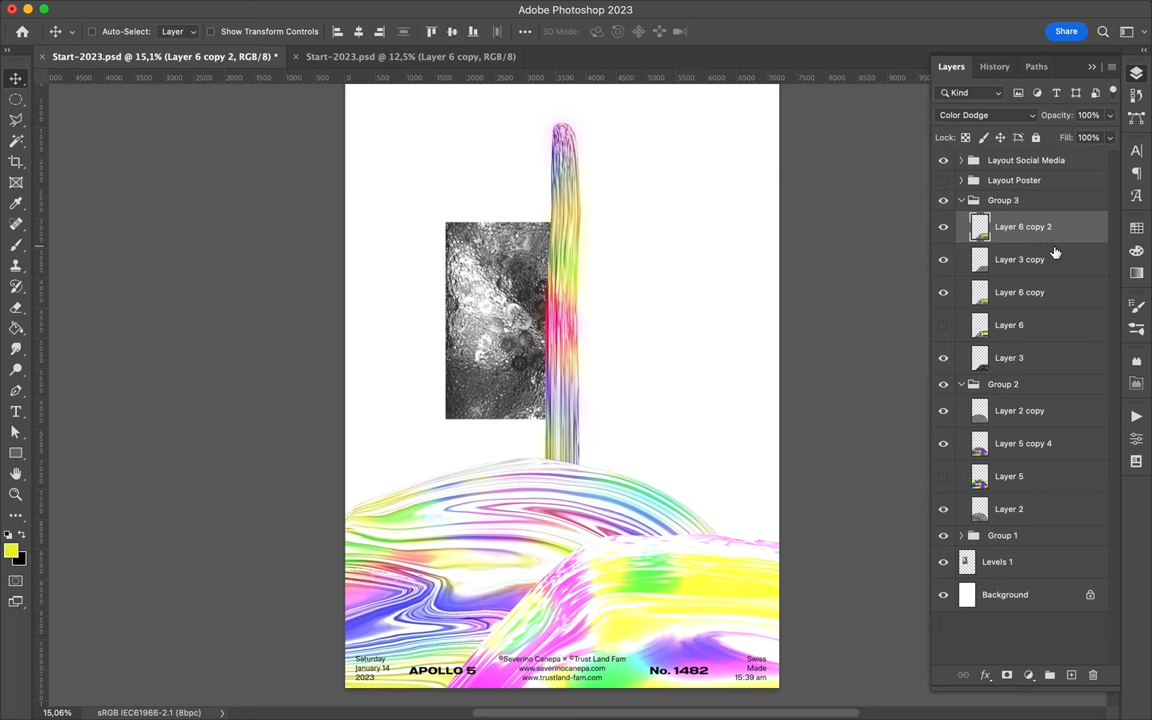 Adobe Photoshop 2023
Auto-Select: Layer Show Transform Controls 3D Mode: Share
Start-2023.psd @ 15,1% (Layer 6 copy 2, RGB/8) * Start-2023.psd @ 12,5% (Layer 6 copy, RGB/8)
Layers History Paths
Kind
Color Dodge Opacity: 100%
Lock: Fill: 100%
Layout Social Media
Layout Poster
Group 3
Layer 6 copy 2
Layer 3 copy
Layer 6 copy
Layer 6
Layer 3
Group 2
Layer 2 copy
Layer 5 copy 4
Layer 5
Layer 2
Group 1
Levels 1
Background
Saturday
January 14
2023
APOLLO 5
©Severino Canepa × ©Trust Land Fam
www.severinocanepa.com
www.trustland-fam.com
No. 1482
Swiss
Made
15:39 am
15,06% sRGB IEC61966-2.1 (8bpc)